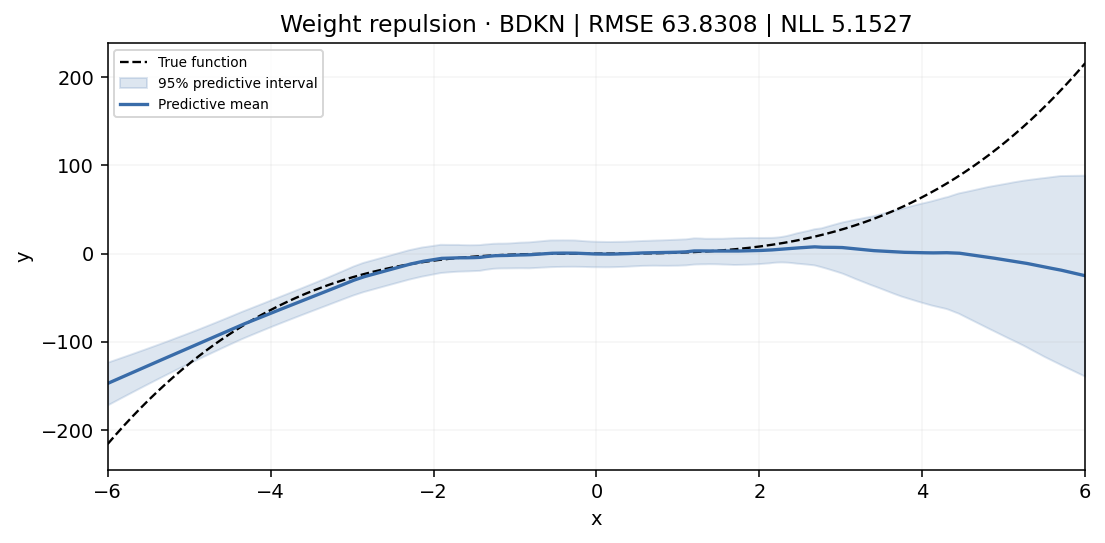 Weight repulsion · BDKN | RMSE 63.8308 | NLL 5.1527
True function
95% predictive interval
Predictive mean
y
200
100
0
−100
−200
−6
−4
−2
0
2
4
6
x